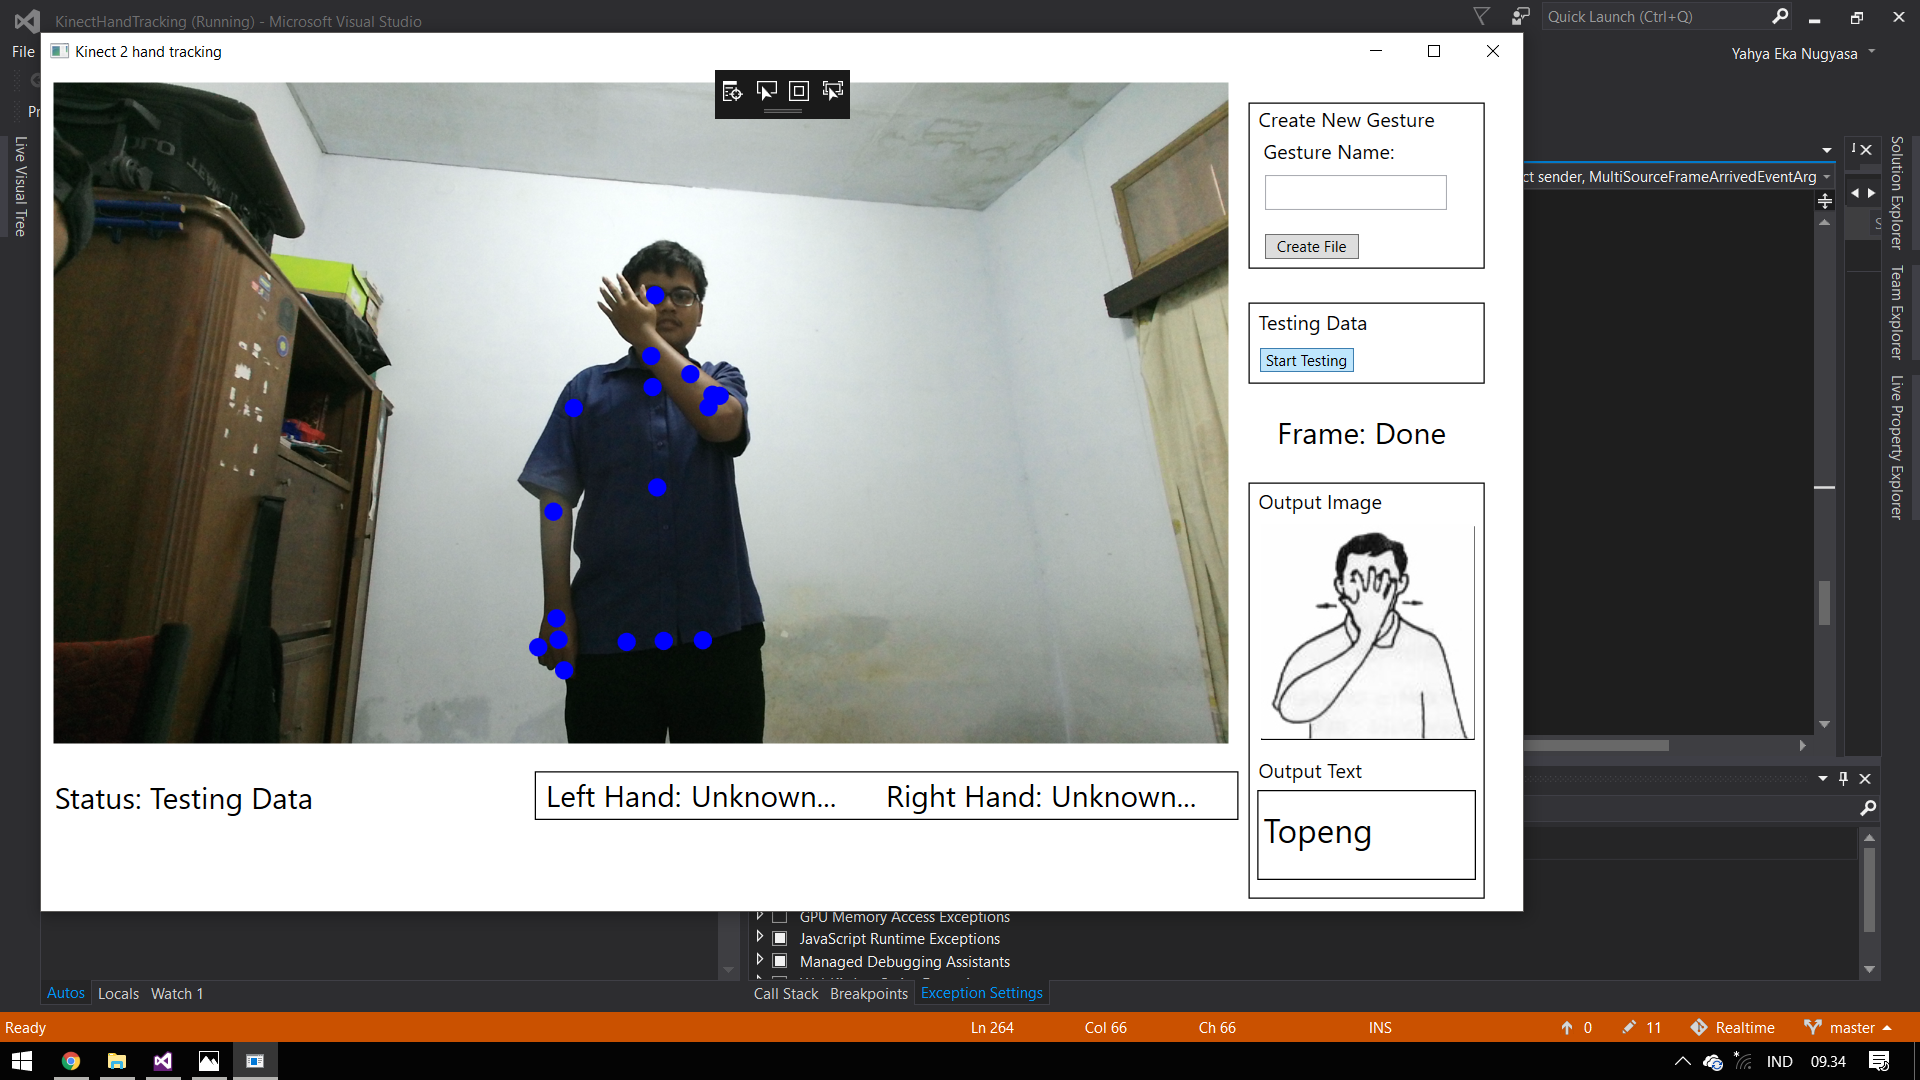 KinectHandTracking (Running) - Microsoft Visual Studio
Quick Launch (Ctrl+Q)
File
Kinect 2 hand tracking
Yahya Eka Nugyasa
Pr
Live Visual Tree
Create New Gesture
Gesture Name:
Create File
Testing Data
Start Testing
Frame: Done
Output Image
Output Text
Topeng
Status: Testing Data
Left Hand: Unknown...
Right Hand: Unknown...
ct sender, MultiSourceFrameArrivedEventArg
Solution Explorer
Team Explorer
Live Property Explorer
GPU Memory Access Exceptions
JavaScript Runtime Exceptions
Managed Debugging Assistants
Autos
Locals
Watch 1
Call Stack
Breakpoints
Exception Settings
Ready
Ln 264
Col 66
Ch 66
INS
0
11
Realtime
master
IND
09.34